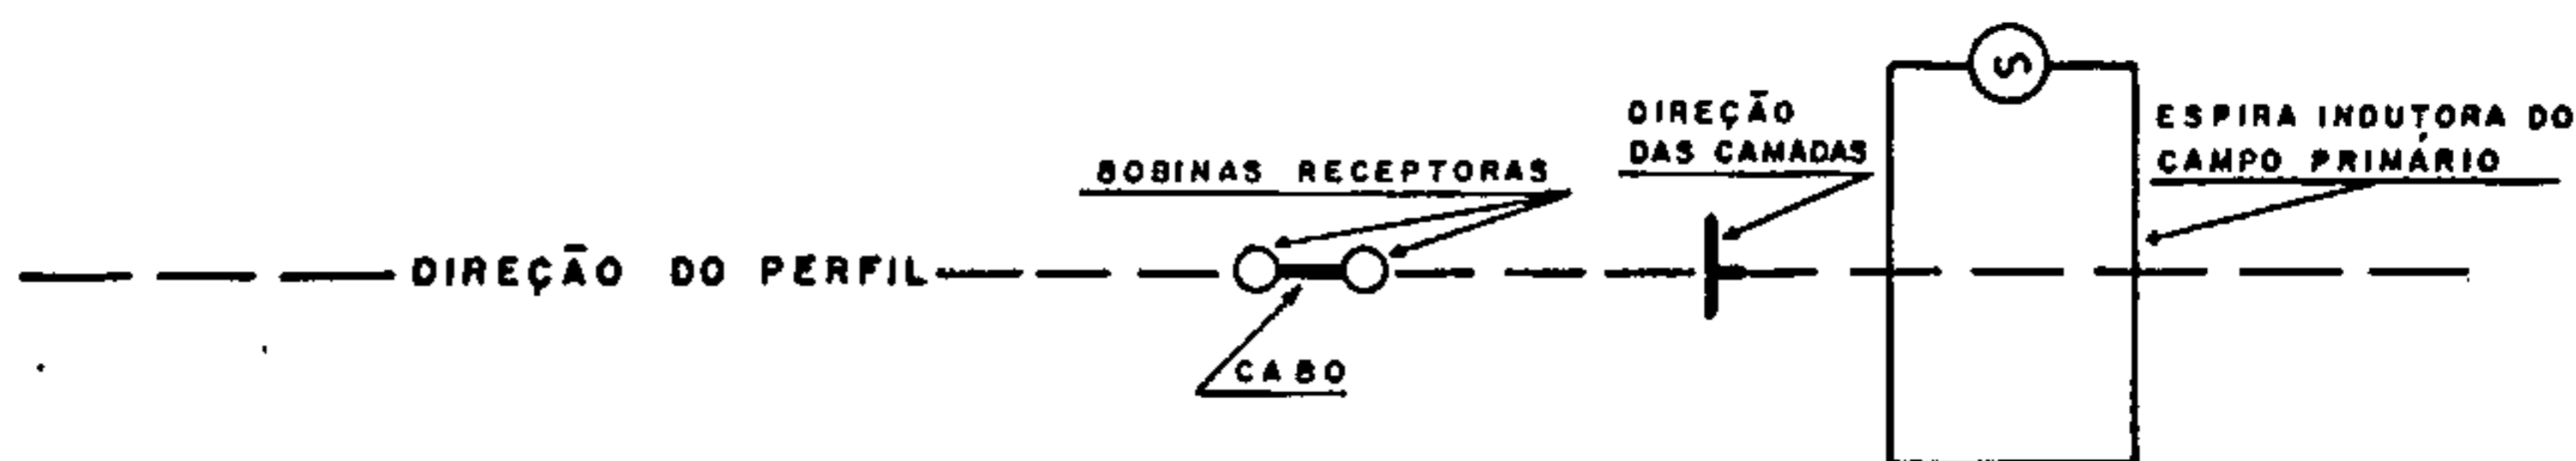 DIREÇÃO
DAS CAMADAS
ESPIRA INDUTORA DO
CAMPO PRIMÁRIO
BOBINAS RECEPTORAS
DIREÇÃO DO PERFIL
CABO
S